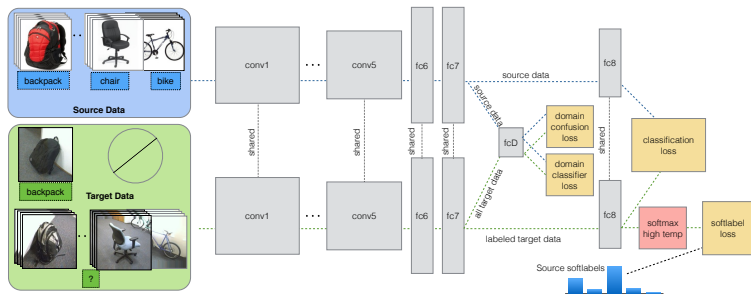 backpack
chair
bike
Source Data
backpack
Target Data
?
conv1
conv5
fc6
fc7
source data
fc8
shared
shared
shared
shared
source data
all target data
fcD
domain
confusion
loss
domain
classifier
loss
shared
classification
loss
conv1
conv5
fc6
fc7
labeled target data
fc8
softmax
high temp
softlabel
loss
Source softlabels